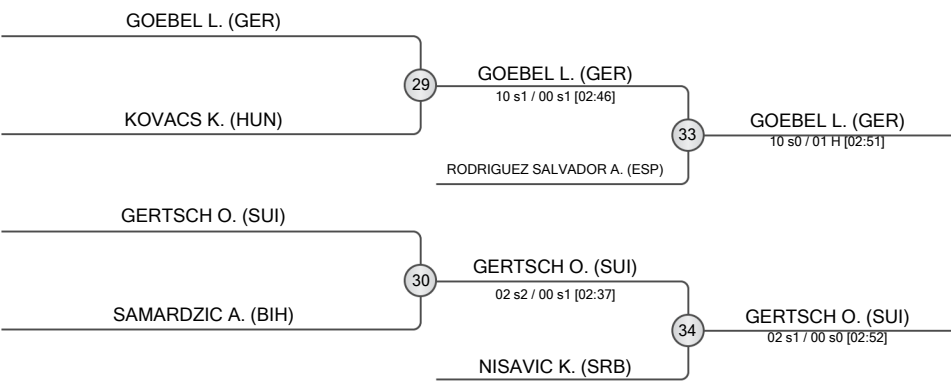 GOEBEL L. (GER)
29
KOVACS K. (HUN)
GOEBEL L. (GER)
10 s1 / 00 s1 [02:46]
33
RODRIGUEZ SALVADOR A. (ESP)
GOEBEL L. (GER)
10 s0 / 01 H [02:51]
GERTSCH O. (SUI)
30
SAMARDZIC A. (BIH)
GERTSCH O. (SUI)
02 s2 / 00 s1 [02:37]
34
NISAVIC K. (SRB)
GERTSCH O. (SUI)
02 s1 / 00 s0 [02:52]